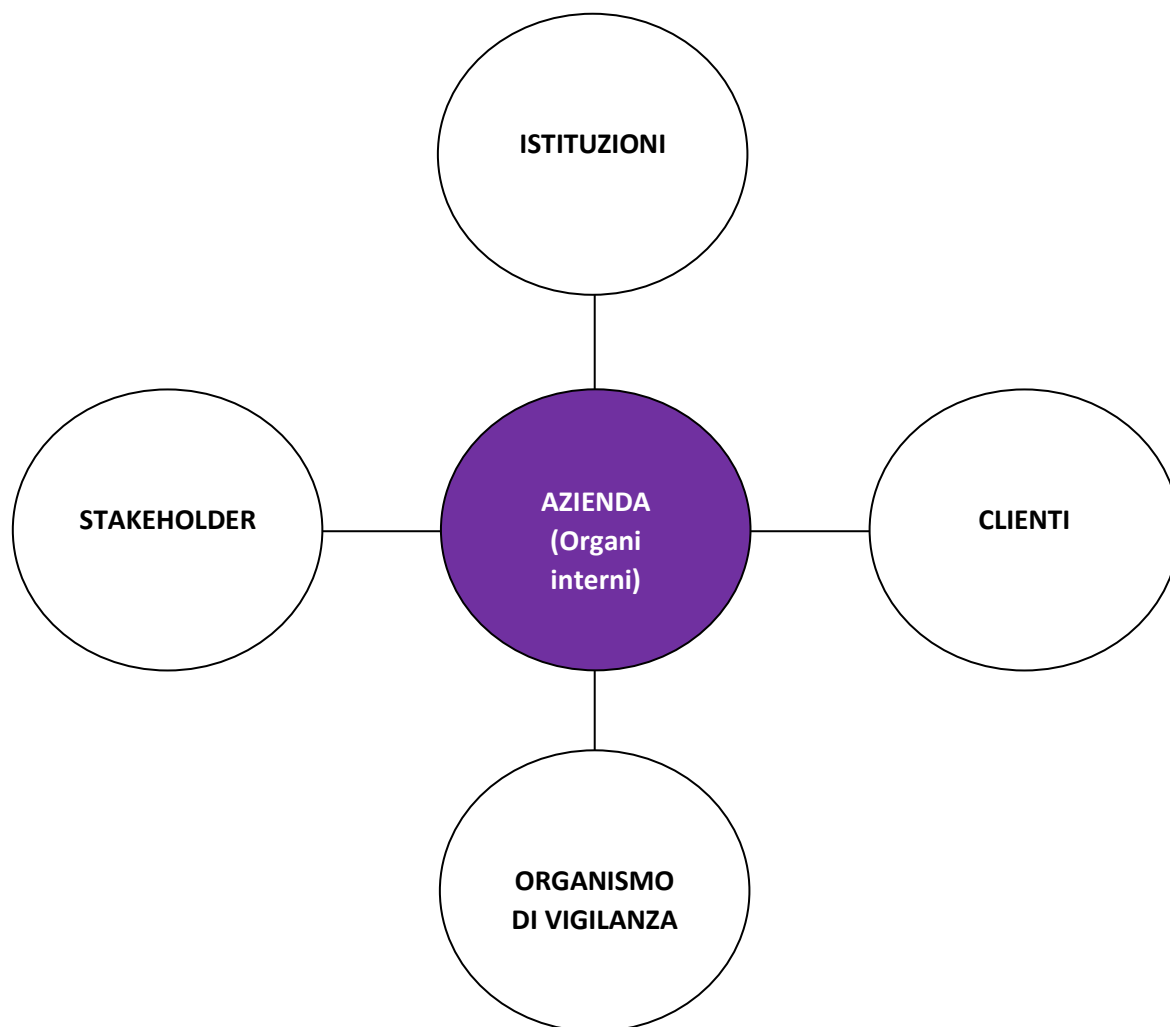 ISTITUZIONI
STAKEHOLDER
AZIENDA
(Organi
interni)
CLIENTI
ORGANISMO
DI VIGILANZA